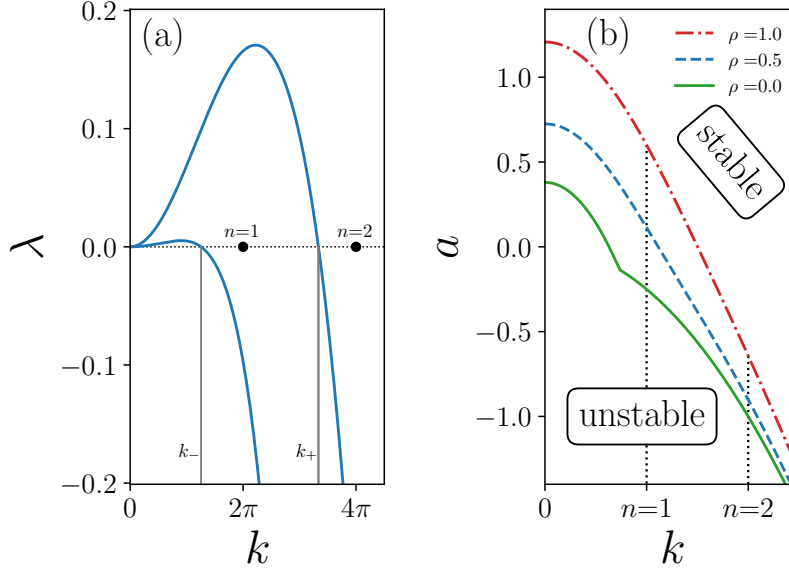 (a)
0.2
0.1
0.0
−0.1
−0.2
λ
n=1
n=2
k₋
k₊
0
2π
4π
k
(b)
ρ =1.0
ρ =0.5
ρ =0.0
stable
unstable
1.0
0.5
0.0
−0.5
−1.0
a
0
n=1
n=2
k